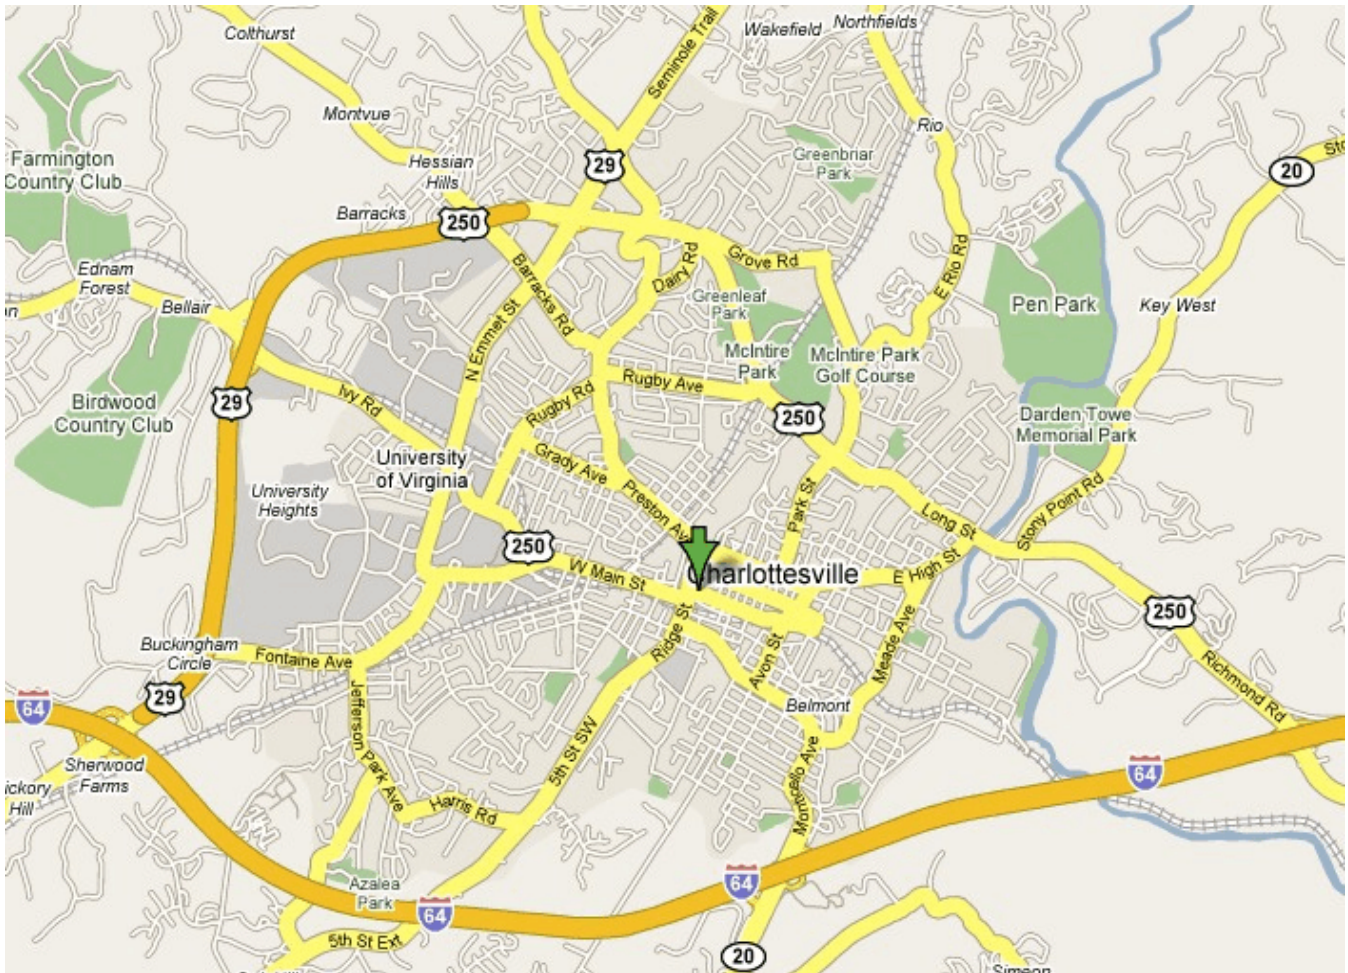 Colthurst
Seminole Trail
Wakefield
Northfields
Montvue
Rio
Hessian
Hills
29
Greenbriar
Park
20
Farmington
Country Club
Barracks
250
Ednam
Forest
Bellair
Barracks Rd
Dairy Rd
Grove Rd
E Rio Rd
Greenleaf
Park
Pen Park
Key West
N Emmet St
McIntire
Park
McIntire Park
Golf Course
Rugby Ave
Rugby Rd
29
Birdwood
Country Club
Ivy Rd
250
Darden Towe
Memorial Park
University
of Virginia
Grady Ave
University
Heights
Preston Av
Park St
Long St
Stony Point Rd
250
W Main St
Charlottesville
E High St
250
Ridge St
Avon St
Meade Ave
Buckingham
Circle
Fontaine Ave
Richmond Rd
29
64
Jefferson Park Ave
Belmont
5th St SW
Monticello Ave
64
Sherwood
Farms
ickory
Hill
Harris Rd
64
Azalea
Park
64
5th St Ext
20
Simeon